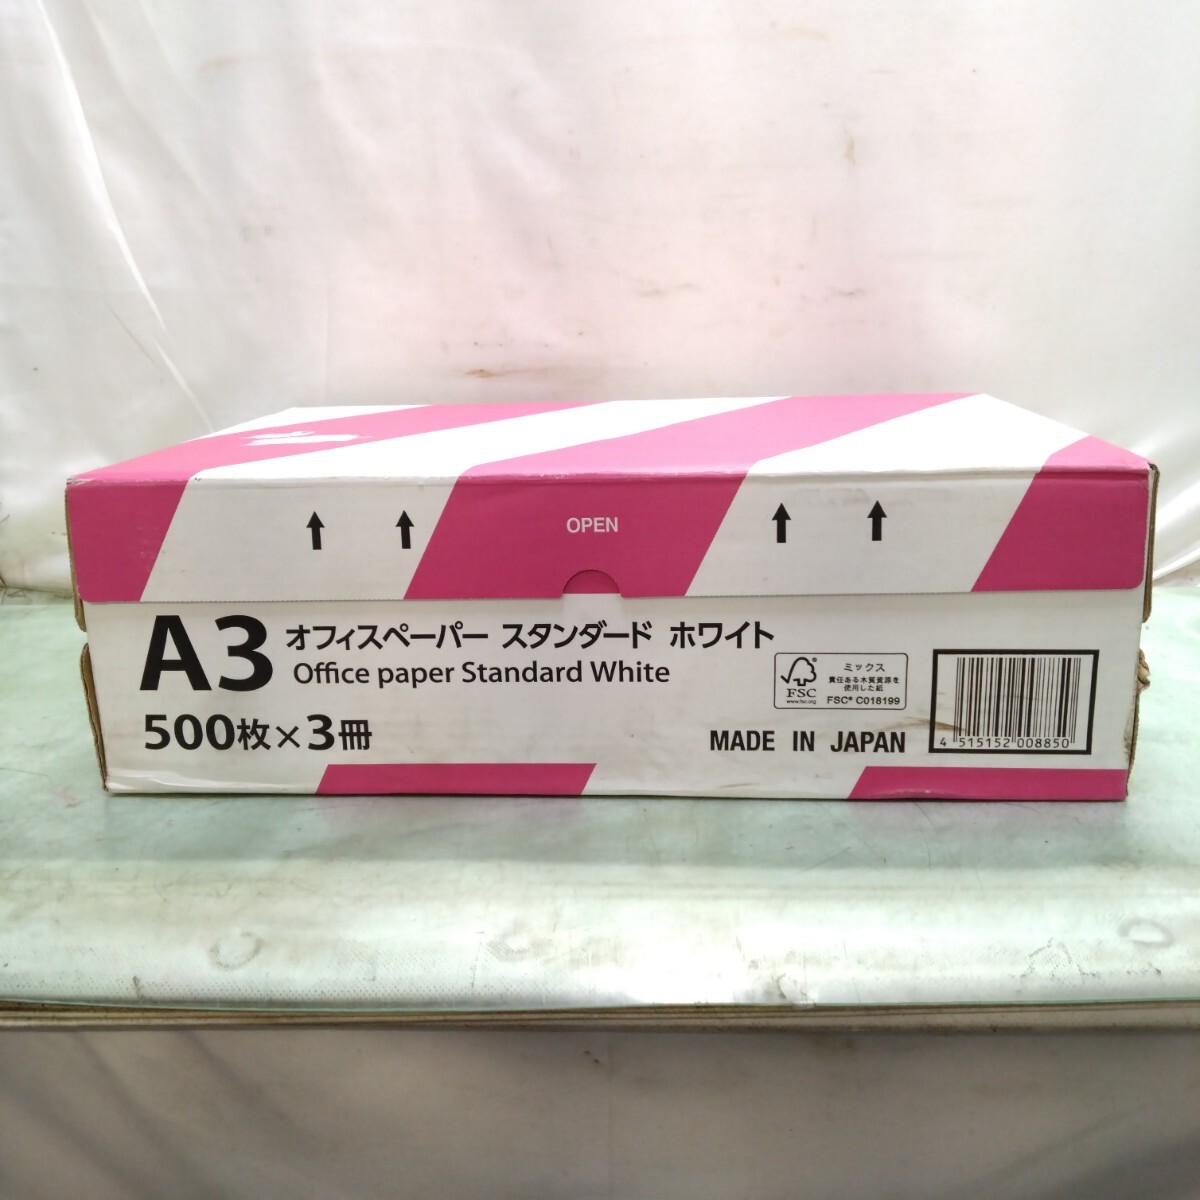 OPEN
A3 オフィスペーパー スタンダード ホワイト
Office paper Standard White
500枚×3冊
FSC
www.fsc.org
ミックス
責任ある木質資源を
使用した紙
FSC® C018199
MADE IN JAPAN
4 515152 008850